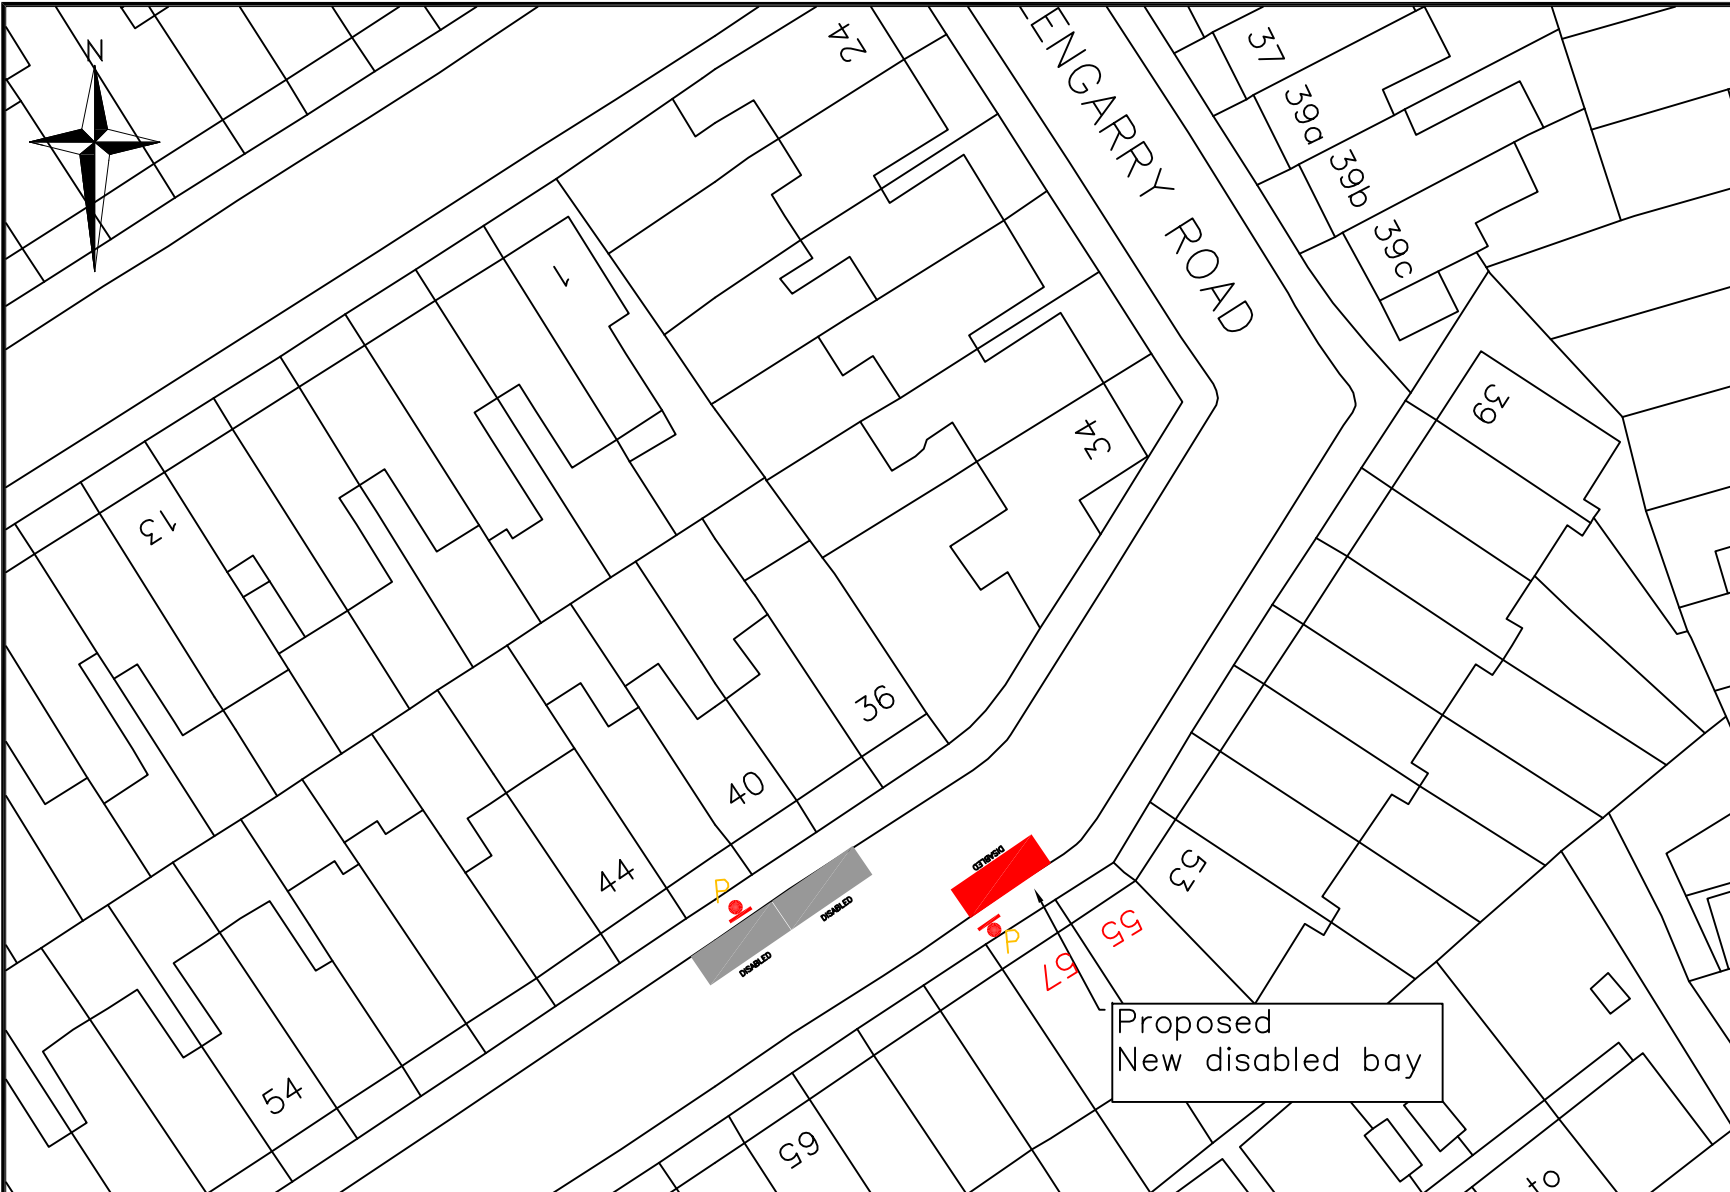 N
24
ENGARRY ROAD
37
39a
39b
39c
1
13
34
39
36
40
44
53
P
DISABLED
DISABLED
DISABLED
P
55
57
Proposed
New disabled bay
54
65
to